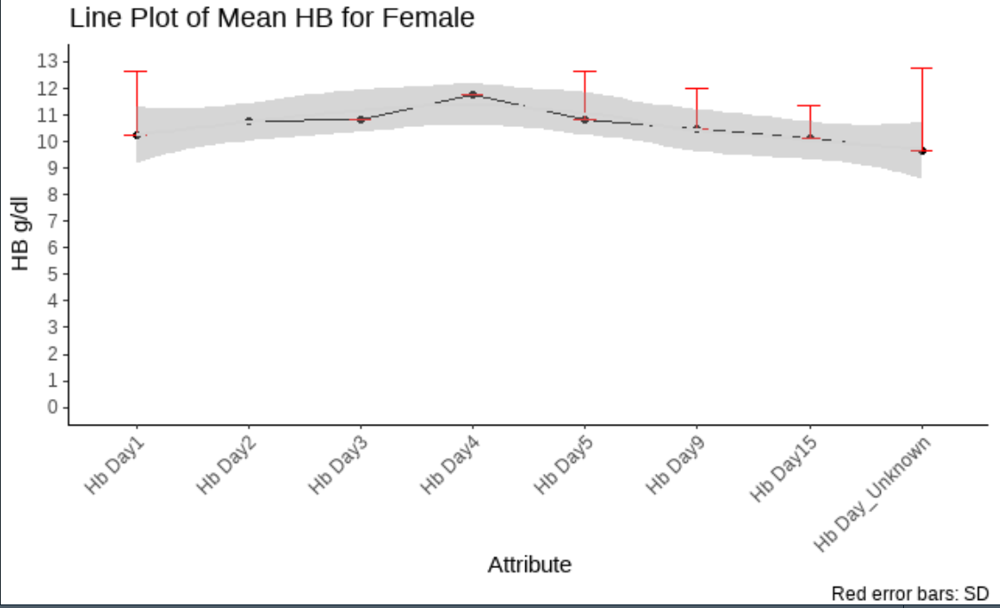 Line Plot of Mean HB for Female
13
12
11
10
9
8
7
6
5
4
3
2
1
0
HB g/dl
Hb Day1
Hb Day2
Hb Day3
Hb Day4
Hb Day5
Hb Day9
Hb Day15
Hb Day_Unknown
Attribute
Red error bars: SD